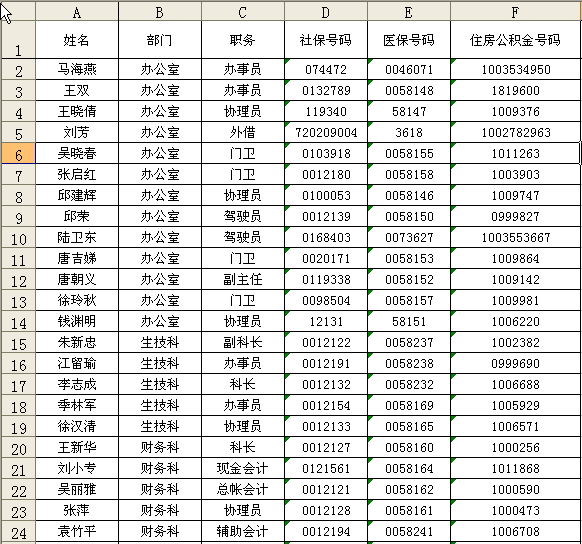 A B C D E F
1 姓名 部门 职务 社保号码 医保号码 住房公积金号码
2 马海燕 办公室 办事员 074472 0046071 1003534950
3 王双 办公室 办事员 0132789 0058148 1819600
4 王晓倩 办公室 协理员 119340 58147 1009376
5 刘芳 办公室 外借 720209004 3618 1002782963
6 吴晓春 办公室 门卫 0103918 0058155 1011263
7 张启红 办公室 门卫 0012180 0058158 1003903
8 邱建辉 办公室 协理员 0100053 0058146 1009747
9 邱荣 办公室 驾驶员 0012139 0058150 0999827
10 陆卫东 办公室 驾驶员 0168403 0073627 1003553667
11 唐吉娣 办公室 门卫 0020171 0058153 1009864
12 唐朝义 办公室 副主任 0119338 0058152 1009142
13 徐玲秋 办公室 门卫 0098504 0058157 1009981
14 钱渊明 办公室 协理员 12131 58151 1006220
15 朱新忠 生技科 副科长 0012122 0058237 1002382
16 江留瑜 生技科 办事员 0012191 0058238 0999690
17 李志成 生技科 科长 0012132 0058232 1006688
18 季林军 生技科 办事员 0012154 0058169 1005929
19 徐汉清 生技科 协理员 0012133 0058165 1006571
20 王新华 财务科 科长 0012127 0058160 1000256
21 刘小专 财务科 现金会计 0121561 0058164 1011868
22 吴丽雅 财务科 总帐会计 0012121 0058162 1000590
23 张萍 财务科 协理员 0012128 0058161 1000473
24 袁竹平 财务科 辅助会计 0012194 0058241 1006708